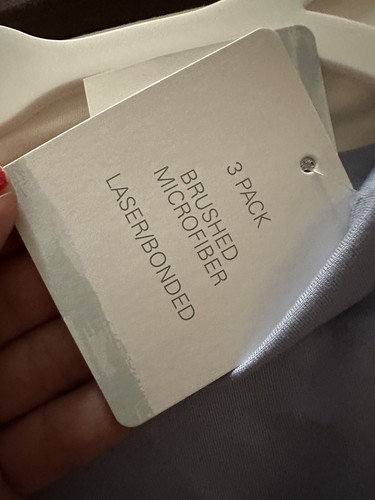 3 PACK
BRUSHED
MICROFIBER
LASER/BONDED